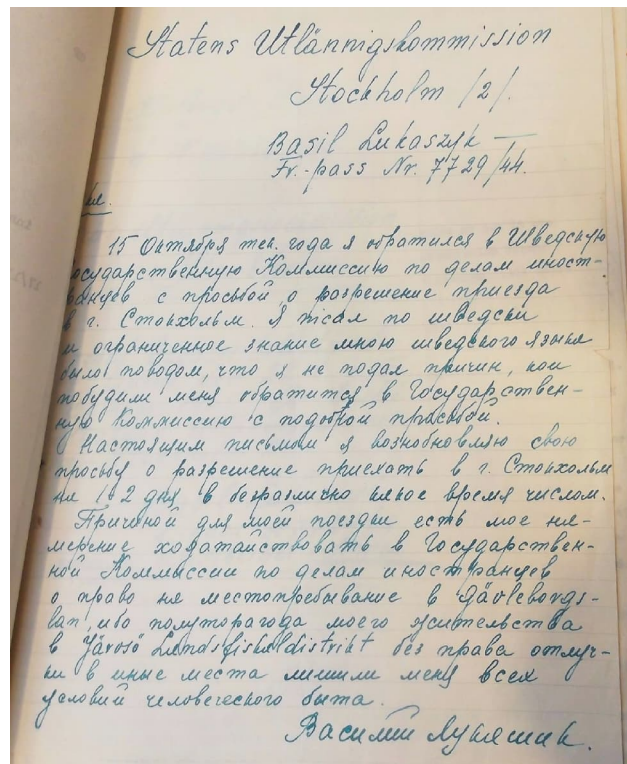 Statens Utlännigskommission
Stockholm /2/.
Basil Lukaszyk —
Fr.-pass Nr. 7729/44.
ия.
15 Октября тек. года я обратился в Шведскую
осударственную Коммиссию по делам иност-
ранцев с просьбой о разрешение приезда
в г. Стокхольм. Я писал по шведски
и ограниченное знание мною шведского языка
было поводом, что я не подал причин, кои
побудили меня обратится в Государствен-
ную Коммиссию с подобной просьбой.
Настоящим письмом я возобновляю свою
просьбу о разрешение приехать в г. Стокхольм
на 1-2 дня в безразлично какое время числом.
Причиной для моей поездки есть мое на-
мерение ходатайствовать в Государствен-
ной Коммиссии по делам иностранцев
о право на местопребывание в Gävleborgs-
län, ибо полторагода моего жительства
в Järvsö Landsfiskaldistrikt без права отлуч-
ки в иные места лишили меня всех
условий человеческого быта.
Василий Лукашик.